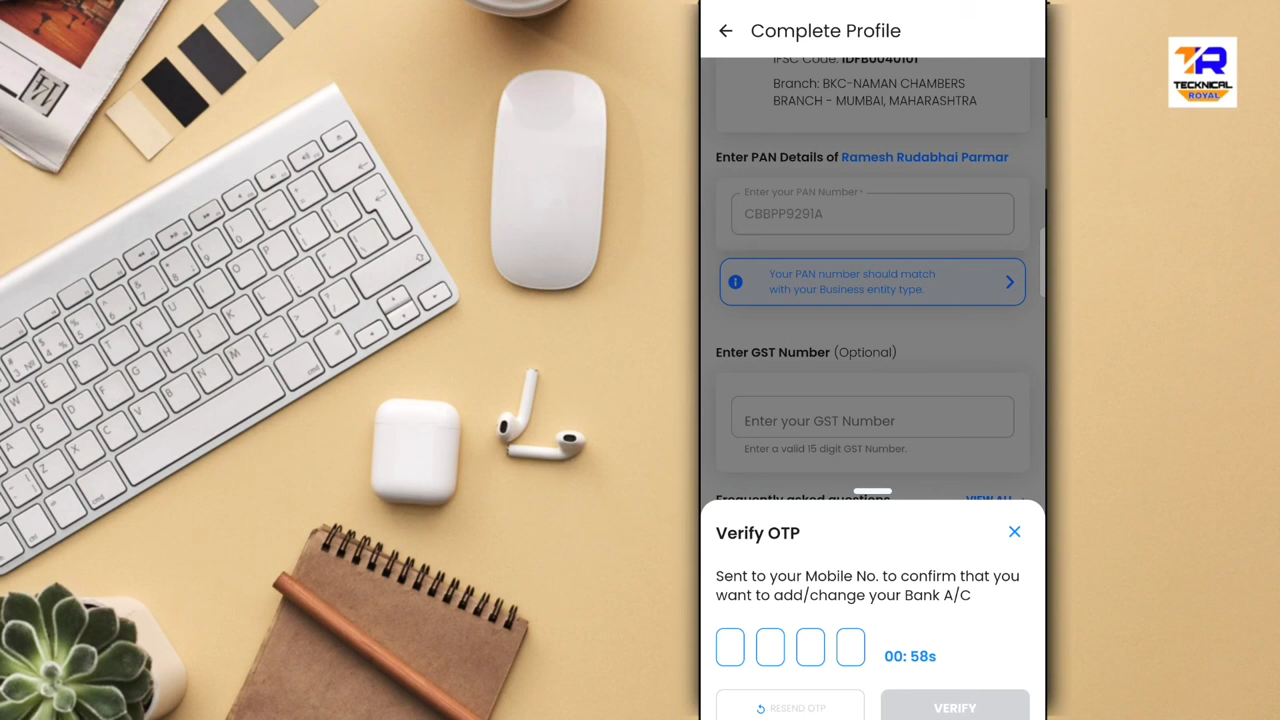 Complete Profile
IFSC Code: IDFB0040101
Branch: BKC-NAMAN CHAMBERS
BRANCH - MUMBAI, MAHARASHTRA
Enter PAN Details of Ramesh Rudabhai Parmar
Enter your PAN Number *
CBBPP9291A
Your PAN number should match
with your Business entity type.
Enter GST Number (Optional)
Enter your GST Number
Enter a valid 15 digit GST Number.
Frequently asked questions
VIEW ALL
Verify OTP
Sent to your Mobile No. to confirm that you
want to add/change your Bank A/C
00: 58s
RESEND OTP
VERIFY
TR
TECKNICAL
ROYAL